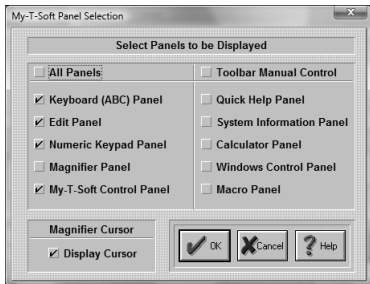 My-T-Soft Panel Selection
Select Panels to be Displayed
All Panels
Toolbar Manual Control
Keyboard (ABC) Panel
Quick Help Panel
Edit Panel
System Information Panel
Numeric Keypad Panel
Calculator Panel
Magnifier Panel
Windows Control Panel
My-T-Soft Control Panel
Macro Panel
Magnifier Cursor
Display Cursor
OK
Cancel
Help